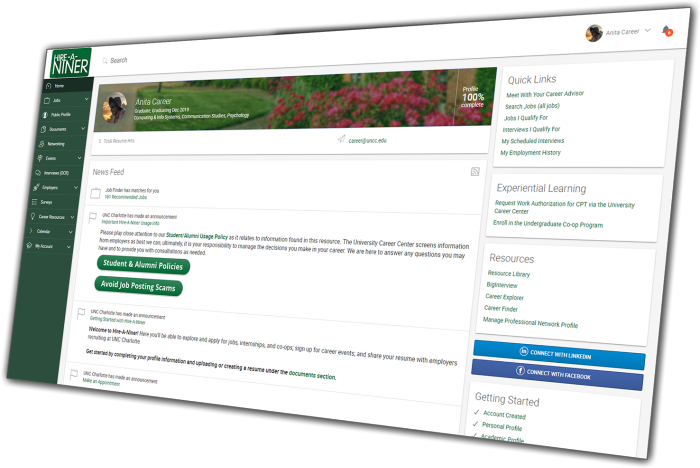 HIRE-A-
NINER
Search
Anita Career
Home
Jobs
Public Profile
Documents
Networking
Events
Interviews (OCR)
Employers
Surveys
Career Resources
Calendar
My Account
Anita Career
Graduate, Graduating Dec 2019
Computing & Info Systems, Communication Studies, Psychology
Profile
100%
complete
Total Resume Hits
career@uncc.edu
News Feed
Job Finder has matches for you
161 Recommended Jobs
UNC Charlotte has made an announcement
Important Hire-A-Niner Usage Info
Please play close attention to our Student/Alumni Usage Policy as it relates to information found in this resource. The University Career Center screens information
from employers as best we can; ultimately, it is your responsibility to manage the decisions you make in your career. We are here to answer any questions you may
have and to provide you with consultations as needed.
Student & Alumni Policies
Avoid Job Posting Scams
UNC Charlotte has made an announcement
Getting Started with Hire-A-Niner
Welcome to Hire-A-Niner! Here you'll be able to explore and apply for jobs, internships, and co-ops; sign up for career events; and share your resume with employers
recruiting at UNC Charlotte.
Get started by completing your profile information and uploading or creating a resume under the documents section.
UNC Charlotte has made an announcement
Make an Appointment
Quick Links
Meet With Your Career Advisor
Search Jobs (all jobs)
Jobs I Qualify For
Interviews I Qualify For
My Scheduled Interviews
My Employment History
Experiential Learning
Request Work Authorization for CPT via the University
Career Center
Enroll in the Undergraduate Co-op Program
Resources
Resource Library
BigInterview
Career Explorer
Career Finder
Manage Professional Network Profile
in CONNECT WITH LINKEDIN
f CONNECT WITH FACEBOOK
Getting Started
Account Created
Personal Profile
Academic Profile